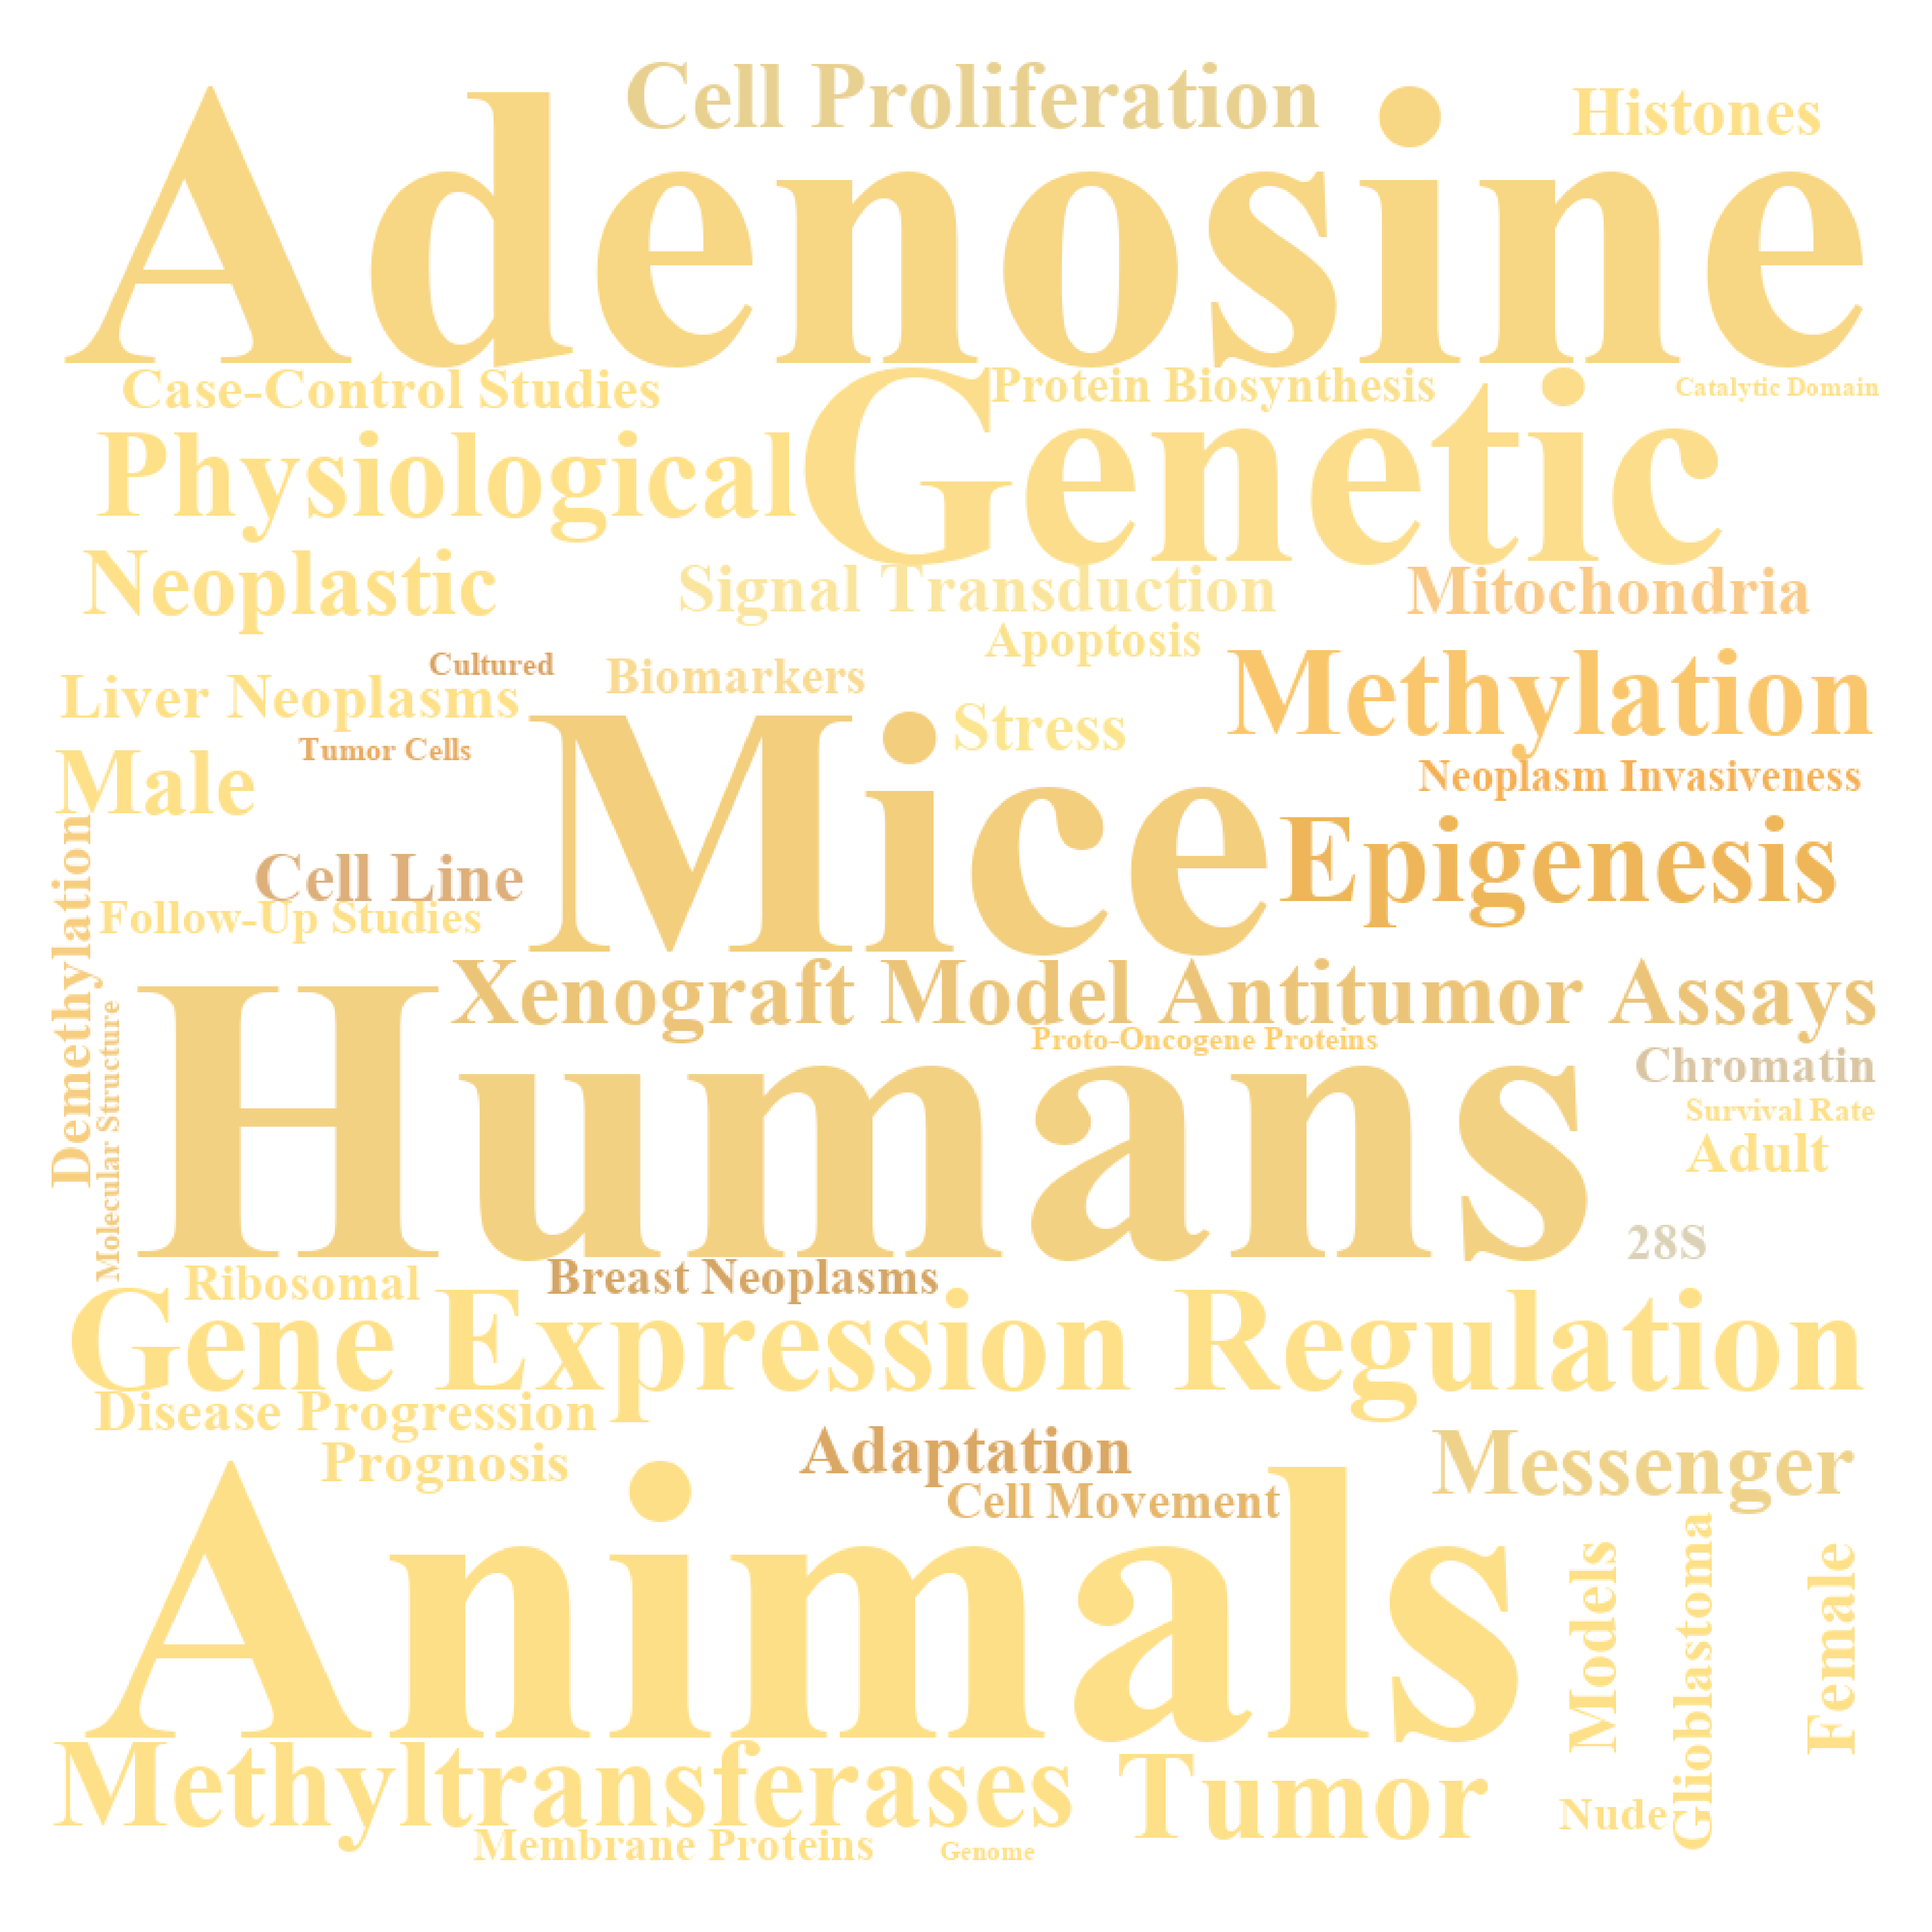 Cell Proliferation
Histones
Adenosine
Case-Control Studies
Protein Biosynthesis
Catalytic Domain
Physiological
Genetic
Neoplastic
Signal Transduction
Mitochondria
Apoptosis
Cultured
Biomarkers
Liver Neoplasms
Methylation
Stress
Tumor Cells
Male
Mice
Neoplasm Invasiveness
Cell Line
Epigenesis
Follow-Up Studies
Demethylation
Xenograft Model Antitumor Assays
Molecular Structure
Proto-Oncogene Proteins
Humans
Chromatin
Survival Rate
Adult
28S
Ribosomal
Breast Neoplasms
Gene Expression Regulation
Disease Progression
Prognosis
Adaptation
Messenger
Cell Movement
Animals
Models
Glioblastoma
Female
Methyltransferases
Tumor
Nude
Membrane Proteins
Genome